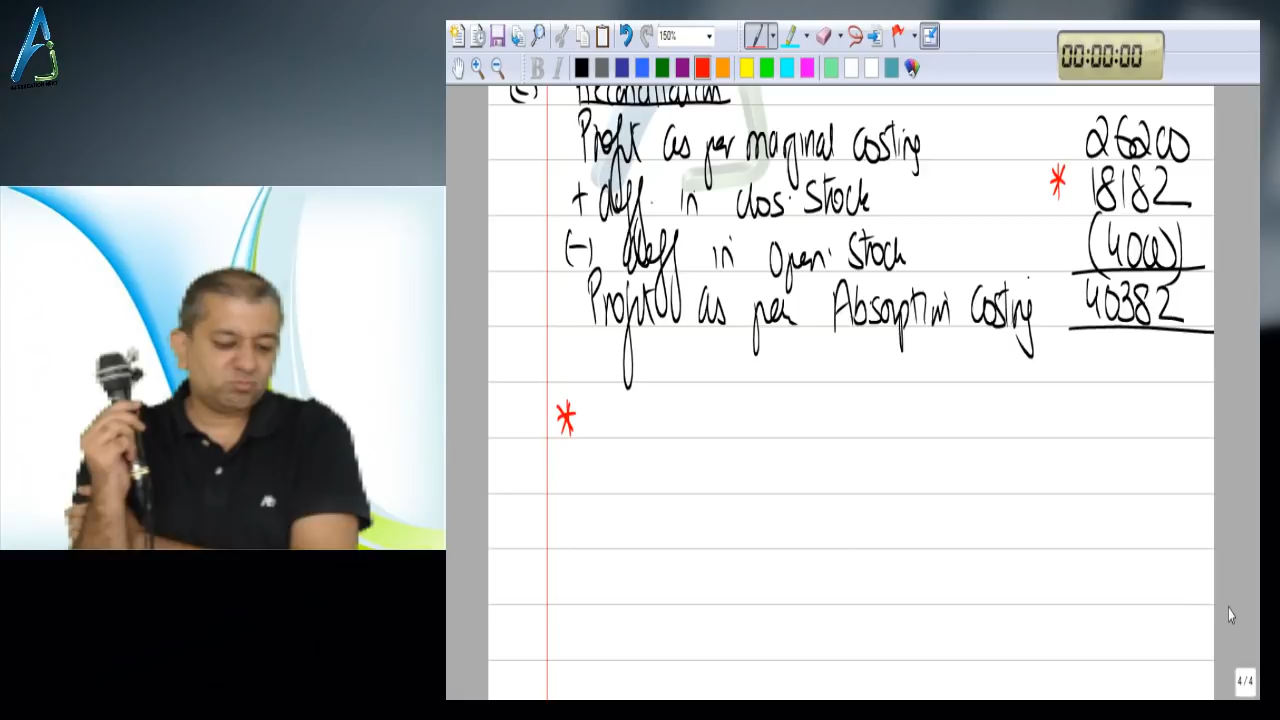 150%
00:00:00
(c) Reconciliation
Profit as per marginal costing 26200
+ diff. in clos. Stock * 18182
(-) diff in open. Stock (4000)
Profit as per Absorption costing 40382
*
4/4